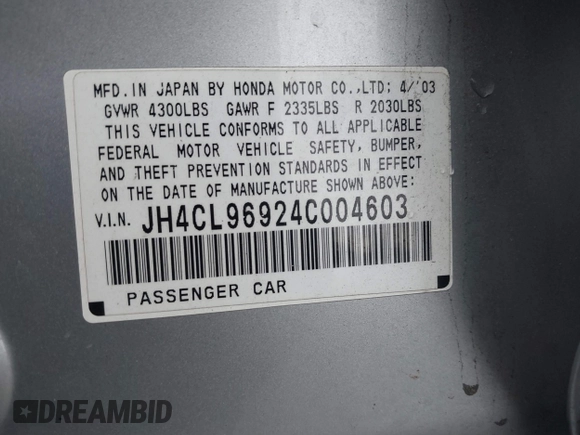 MFD. IN JAPAN BY HONDA MOTOR CO.,LTD: 4/'03
GVWR 4300LBS GAWR F 2335LBS R 2030LBS
THIS VEHICLE CONFORMS TO ALL APPLICABLE
FEDERAL MOTOR VEHICLE SAFETY, BUMPER,
AND THEFT PREVENTION STANDARDS IN EFFECT
ON THE DATE OF MANUFACTURE SHOWN ABOVE:
V.I.N. JH4CL96924C004603
PASSENGER CAR
DREAMBID